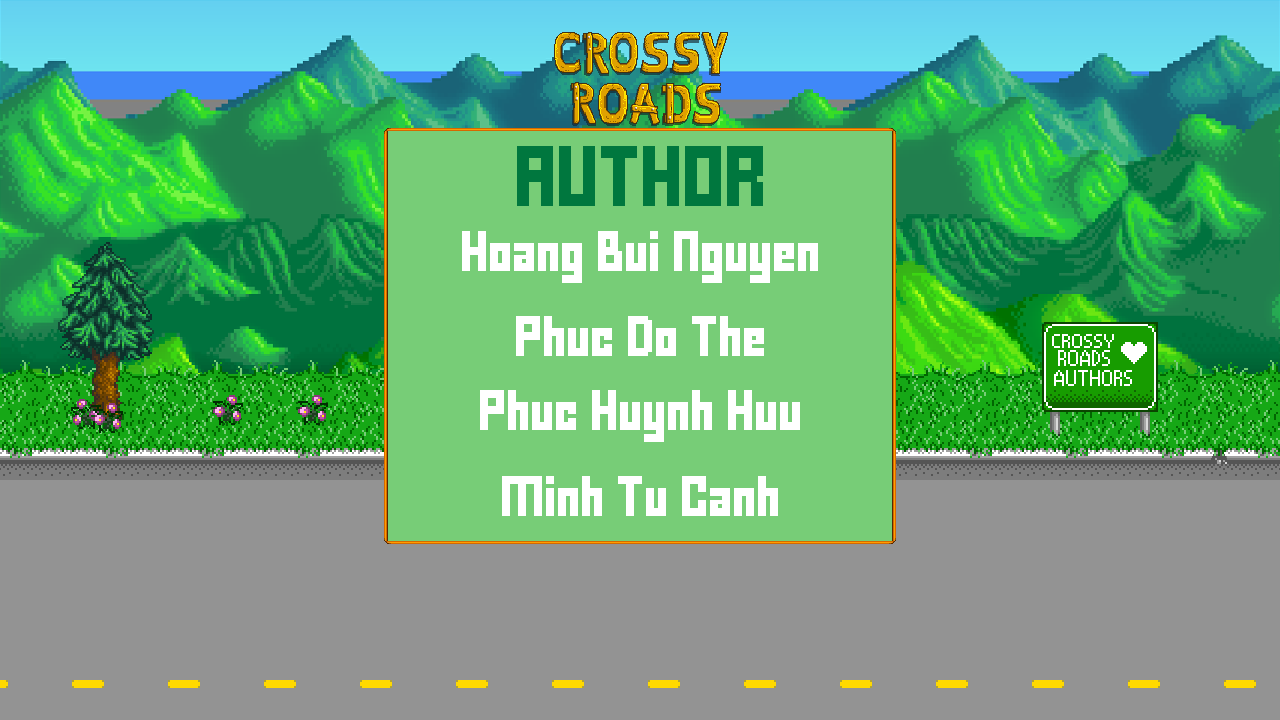 CROSSY
ROADS
AUTHOR
Hoang Bui Nguyen
Phuc Do The
Phuc Huynh Huu
Minh Tu Canh
CROSSY
ROADS
AUTHORS